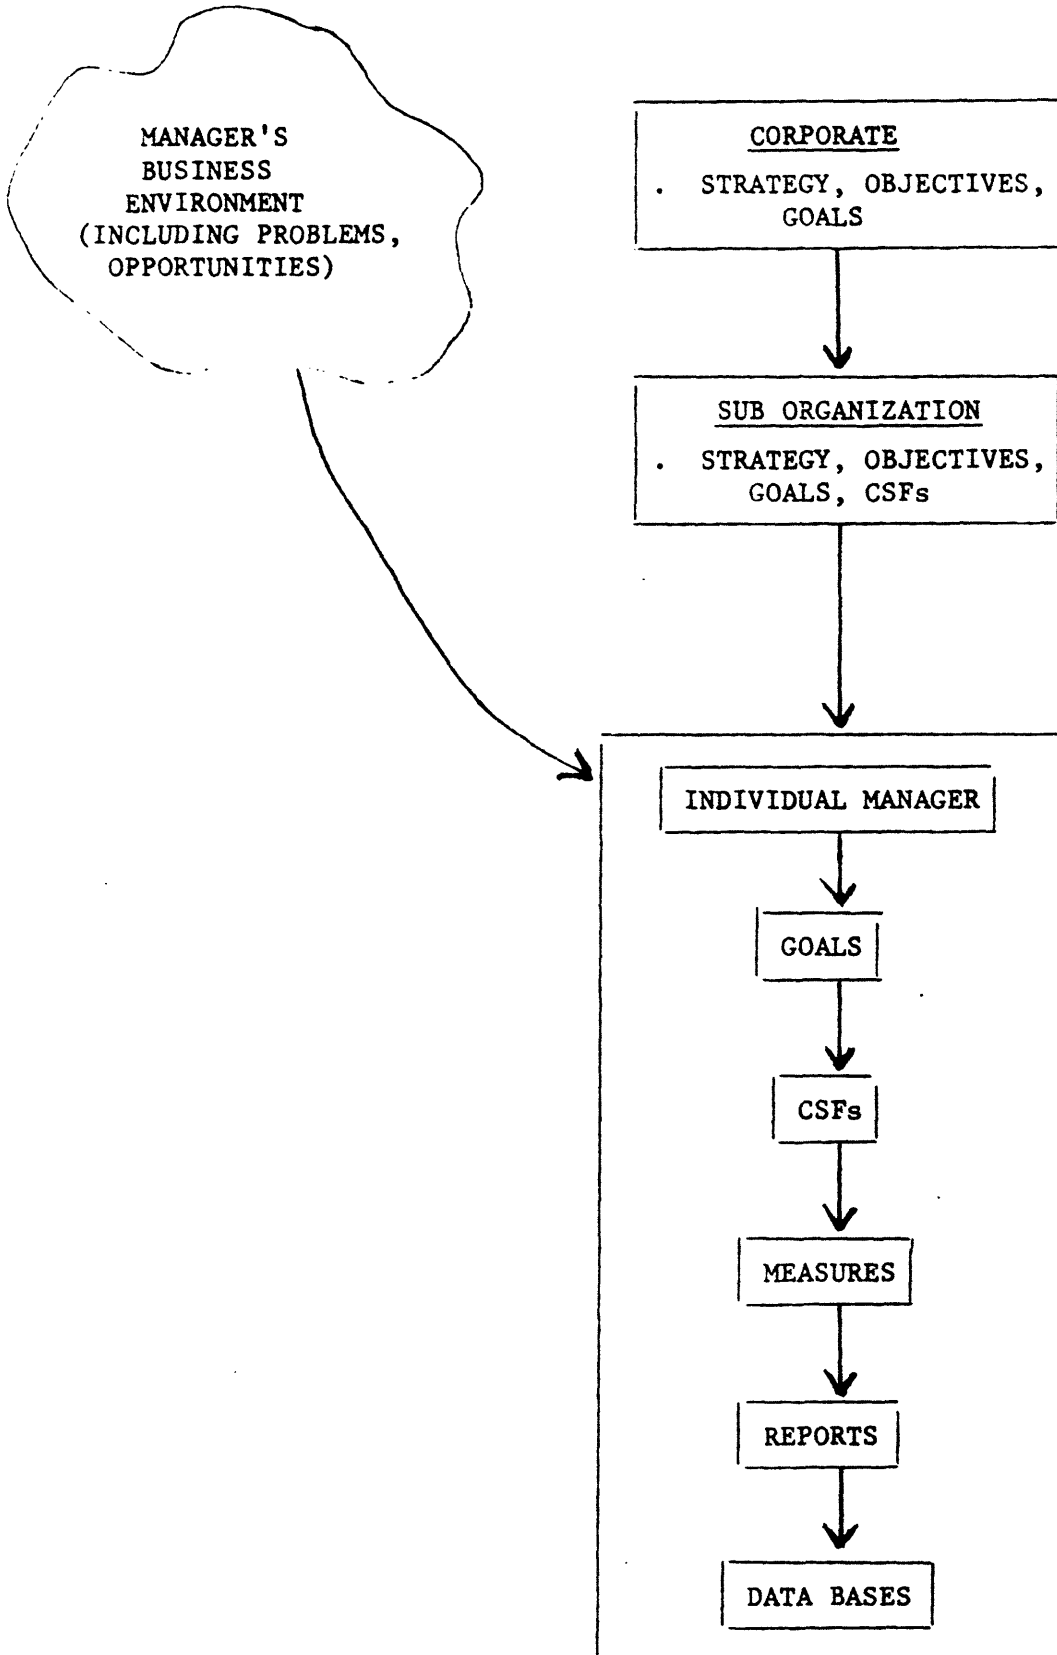 MANAGER'S
BUSINESS
ENVIRONMENT
(INCLUDING PROBLEMS,
OPPORTUNITIES)
CORPORATE
. STRATEGY, OBJECTIVES,
GOALS
SUB ORGANIZATION
. STRATEGY, OBJECTIVES,
GOALS, CSFs
INDIVIDUAL MANAGER
GOALS
CSFs
MEASURES
REPORTS
DATA BASES